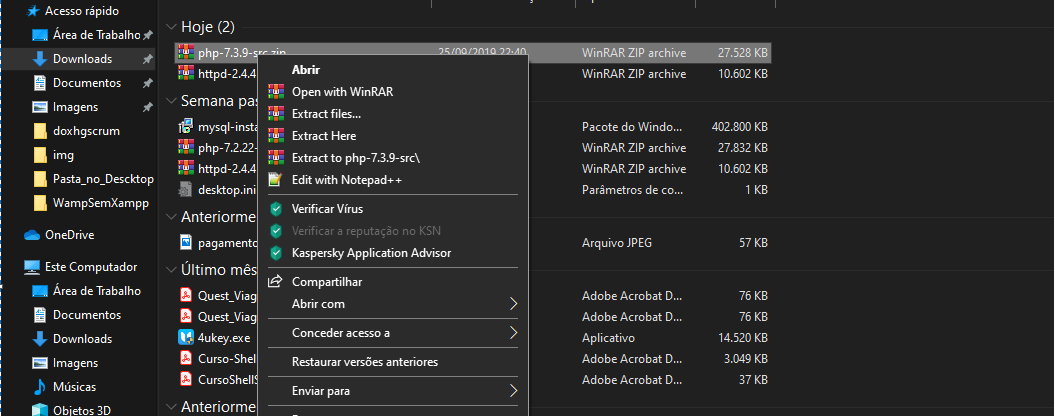 Acesso rápido
Área de Trabalho
Downloads
Documentos
Imagens
doxhgscrum
img
Pasta_no_Descktop
WampSemXampp
OneDrive
Este Computador
Área de Trabalho
Documentos
Downloads
Imagens
Músicas
Objetos 3D
Hoje (2)
php-7.3.9-src.zip 25/09/2019 22:40 WinRAR ZIP archive 27.528 KB
httpd-2.4.4 WinRAR ZIP archive 10.602 KB
Semana pas
mysql-insta Pacote do Windo... 402.800 KB
php-7.2.22- WinRAR ZIP archive 27.832 KB
httpd-2.4.4 WinRAR ZIP archive 10.602 KB
desktop.ini Parâmetros de co... 1 KB
Anteriorme
pagamento Arquivo JPEG 57 KB
Último mês
Quest_Viag Adobe Acrobat D... 76 KB
Quest_Viag Adobe Acrobat D... 76 KB
4ukey.exe Aplicativo 14.520 KB
Curso-Shel Adobe Acrobat D... 3.049 KB
CursoShellS Adobe Acrobat D... 37 KB
Anteriorme
Abrir
Open with WinRAR
Extract files...
Extract Here
Extract to php-7.3.9-src\
Edit with Notepad++
Verificar Vírus
Verificar a reputação no KSN
Kaspersky Application Advisor
Compartilhar
Abrir com
Conceder acesso a
Restaurar versões anteriores
Enviar para